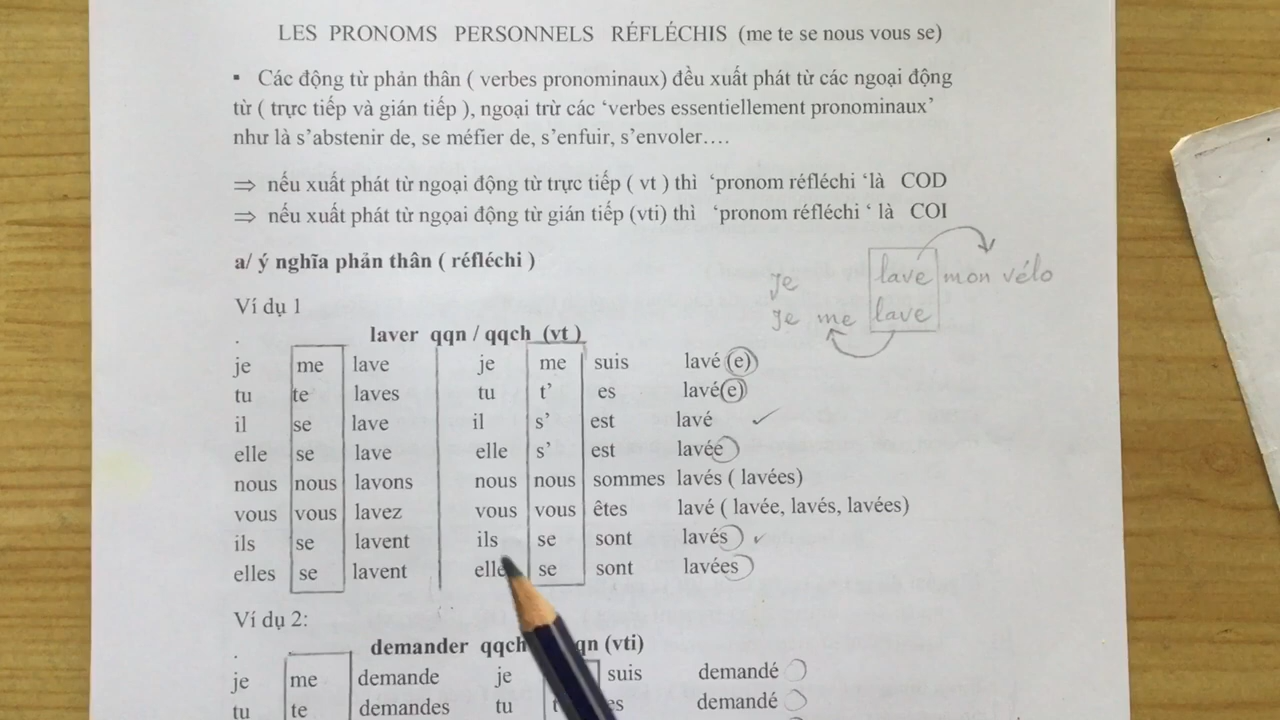 LES PRONOMS PERSONNELS RÉFLÉCHIS (me te se nous vous se)
▪ Các động từ phản thân ( verbes pronominaux) đều xuất phát từ các ngoại động
từ ( trực tiếp và gián tiếp ), ngoại trừ các ‘verbes essentiellement pronominaux’
như là s’abstenir de, se méfier de, s’enfuir, s’envoler….
⇒ nếu xuất phát từ ngoại động từ trực tiếp ( vt ) thì ‘pronom réfléchi ‘là COD
⇒ nếu xuất phát từ ngọai động từ gián tiếp (vti) thì ‘pronom réfléchi ‘ là COI
a/ ý nghĩa phản thân ( réfléchi )
je lave mon vélo
je me lave
Ví dụ 1
. laver qqn / qqch (vt )
je me lave je me suis lavé (e)
tu te laves tu t’ es lavé(e)
il se lave il s’ est lavé
elle se lave elle s’ est lavée
nous nous lavons nous nous sommes lavés ( lavées)
vous vous lavez vous vous êtes lavé ( lavée, lavés, lavées)
ils se lavent ils se sont lavés
elles se lavent elle se sont lavées
Ví dụ 2:
. demander qqch qn (vti)
je me demande je suis demandé
tu te demandes tu demandé